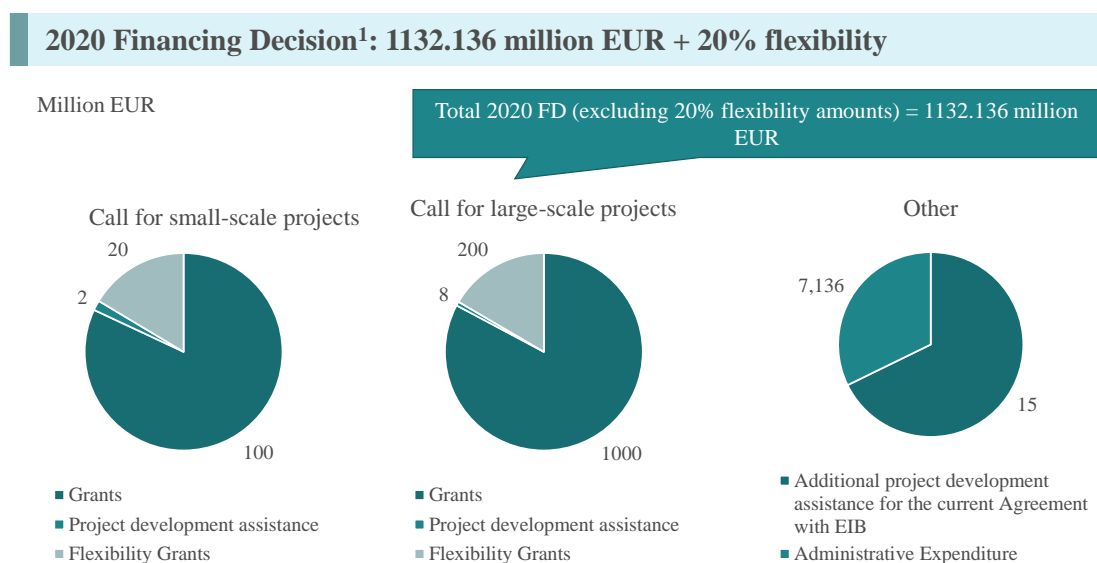 2020 Financing Decision¹: 1132.136 million EUR + 20% flexibility
Million EUR
Total 2020 FD (excluding 20% flexibility amounts) = 1132.136 million
EUR
Call for small-scale projects
20
2
100
Grants
Project development assistance
Flexibility Grants
Call for large-scale projects
200
8
1000
Grants
Project development assistance
Flexibility Grants
Other
7,136
15
Additional project development
assistance for the current Agreement
with EIB
Administrative Expenditure